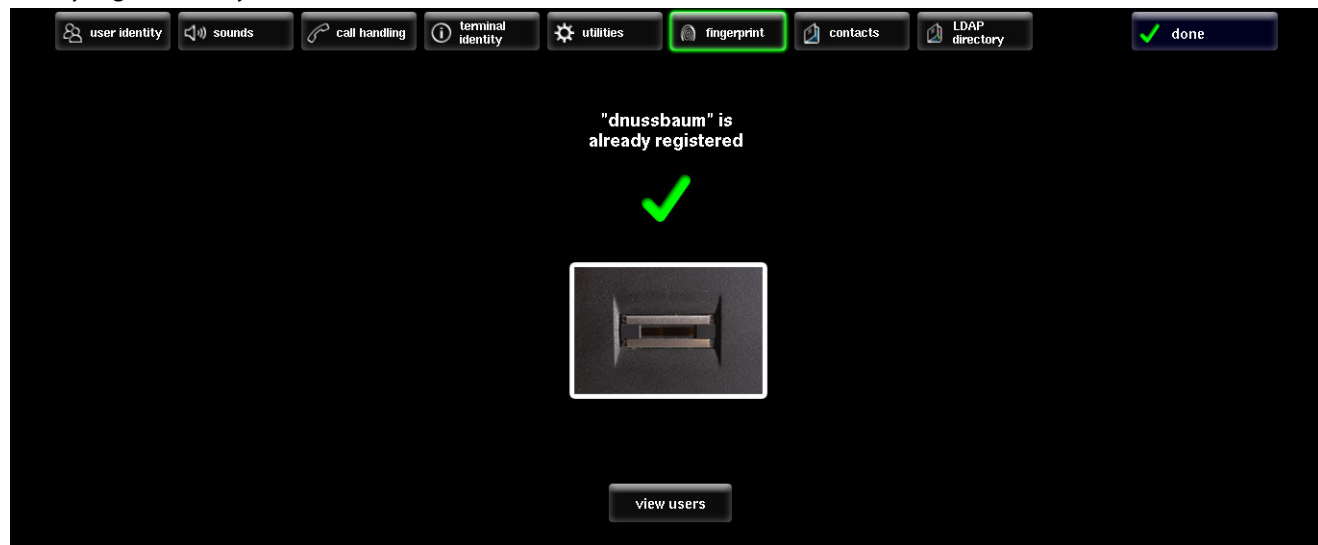 user identity
sounds
call handling
terminal
identity
utilities
fingerprint
contacts
LDAP
directory
done
"dnussbaum" is
already registered
view users